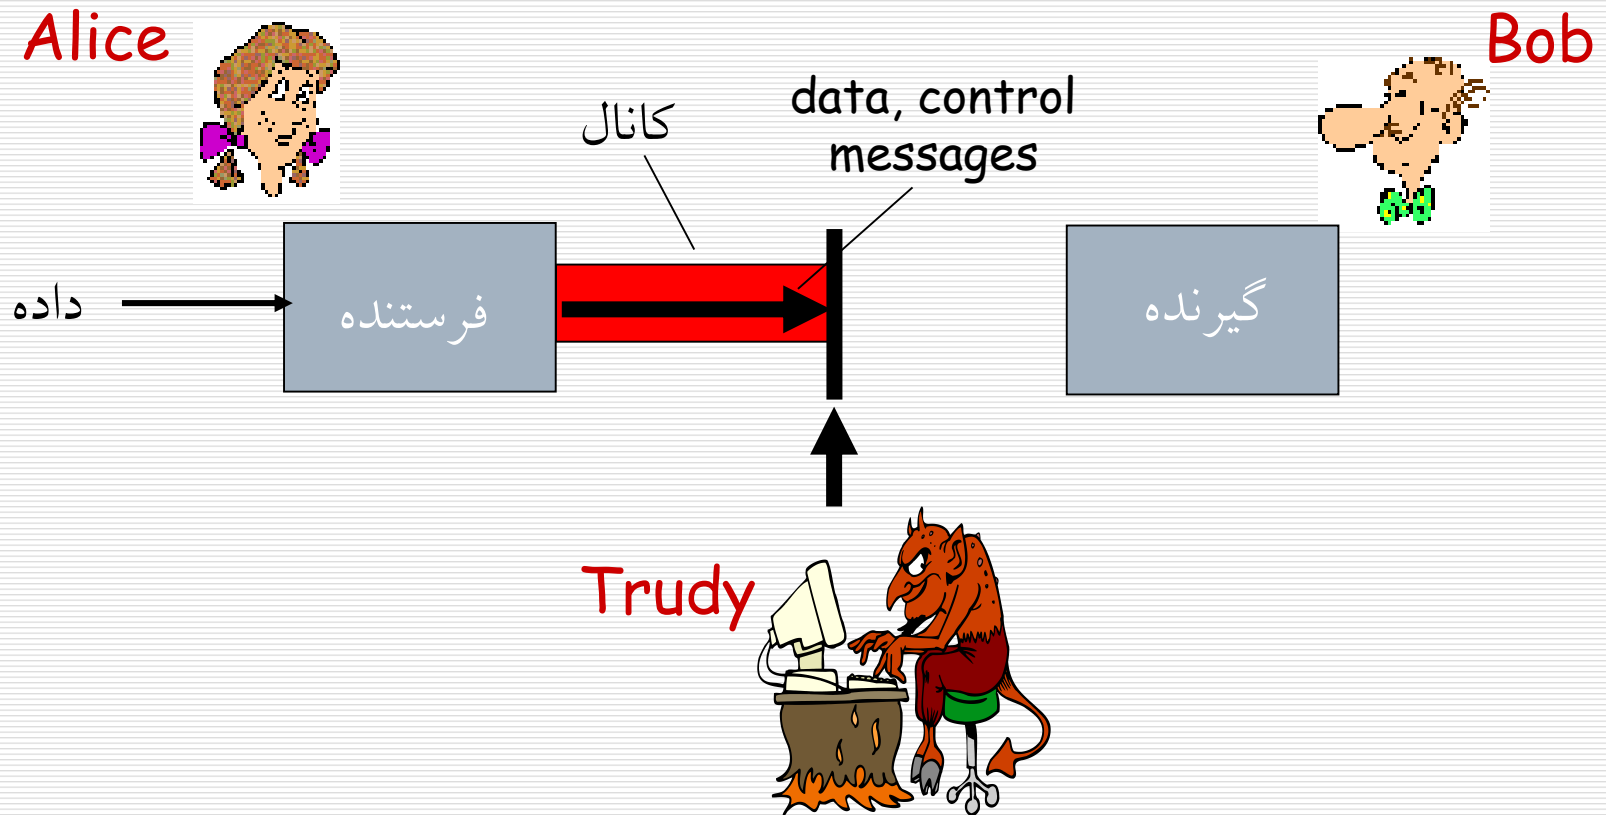 Alice
Bob
کانال
data, control
messages
داده
فرستنده
گیرنده
Trudy